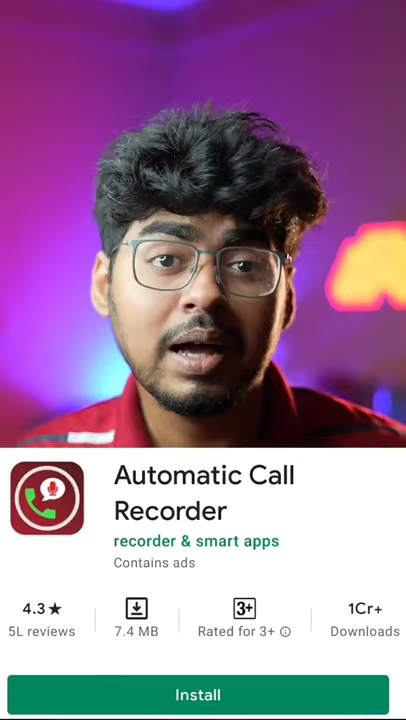 Automatic Call
Recorder
recorder & smart apps
Contains ads
4.3★ 3+ 1Cr+
5L reviews 7.4 MB Rated for 3+ Downloads
Install